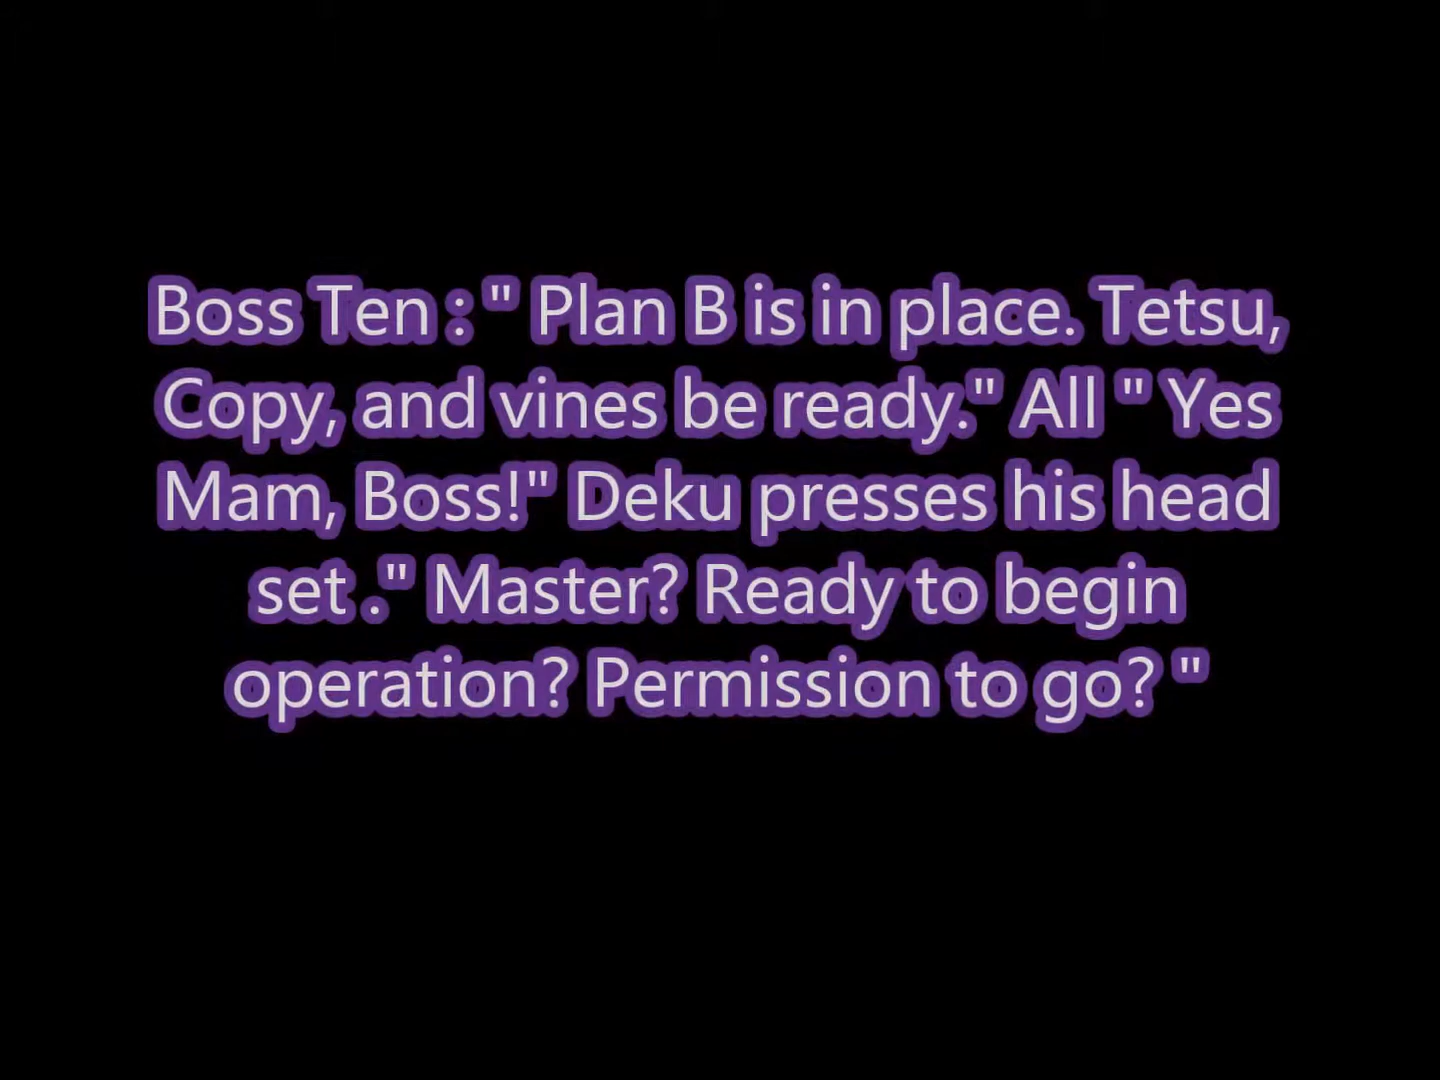 Boss Ten : " Plan B is in place. Tetsu,
Copy, and vines be ready." All " Yes
Mam, Boss!" Deku presses his head
set ." Master? Ready to begin
operation? Permission to go? "